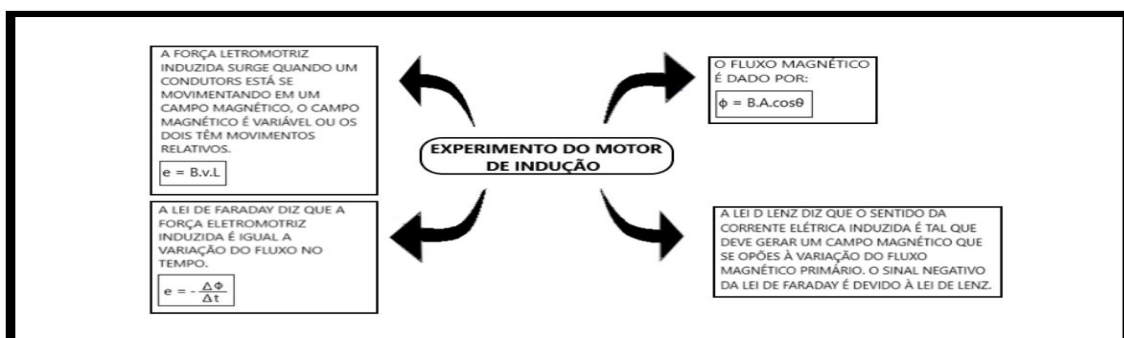 A FORÇA LETROMOTRIZ
INDUZIDA SURGE QUANDO UM
CONDUTORS ESTÁ SE
MOVIMENTANDO EM UM
CAMPO MAGNÉTICO, O CAMPO
MAGNÉTICO É VARIÁVEL OU OS
DOIS TÊM MOVIMENTOS
RELATIVOS.
e = B.v.L
O FLUXO MAGNÉTICO
É DADO POR:
ϕ = B.A.cosθ
EXPERIMENTO DO MOTOR
DE INDUÇÃO
A LEI DE FARADAY DIZ QUE A
FORÇA ELETROMOTRIZ
INDUZIDA É IGUAL A
VARIAÇÃO DO FLUXO NO
TEMPO.
e = - Δϕ/Δt
A LEI D LENZ DIZ QUE O SENTIDO DA
CORRENTE ELÉTRICA INDUZIDA É TAL QUE
DEVE GERAR UM CAMPO MAGNÉTICO QUE
SE OPÕES À VARIAÇÃO DO FLUXO
MAGNÉTICO PRIMÁRIO. O SINAL NEGATIVO
DA LEI DE FARADAY É DEVIDO À LEI DE LENZ.